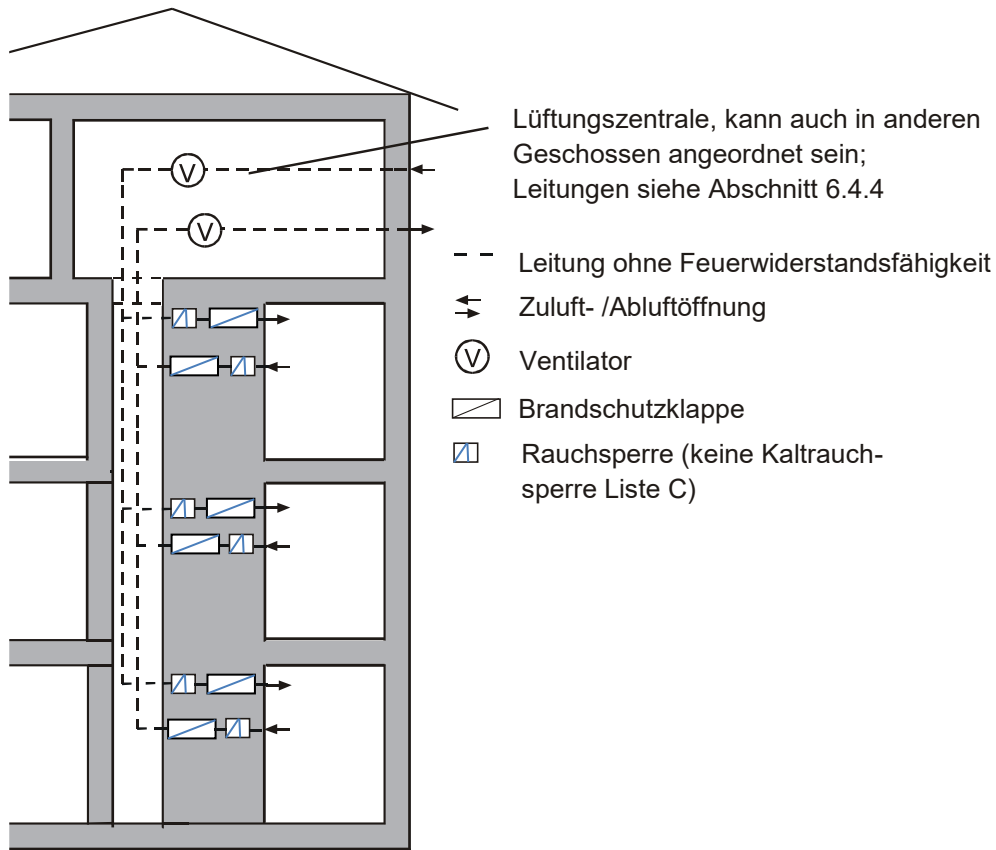 Lüftungszentrale, kann auch in anderen
Geschossen angeordnet sein;
Leitungen siehe Abschnitt 6.4.4
V
V
Leitung ohne Feuerwiderstandsfähigkeit
Zuluft- /Abluftöffnung
V
Ventilator
Brandschutzklappe
Rauchsperre (keine Kaltrauch-
sperre Liste C)